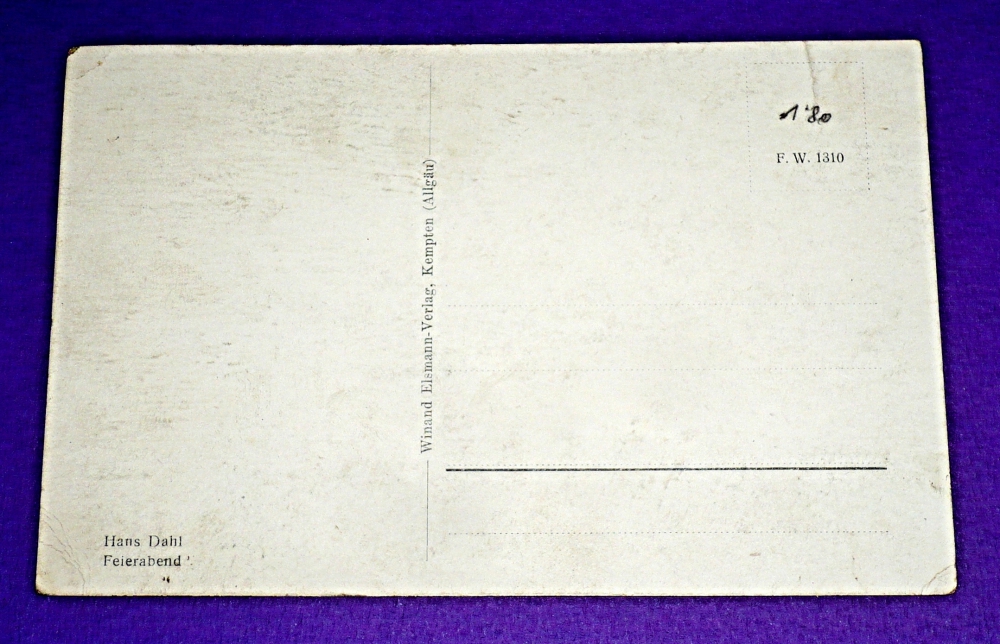 1'80
F. W. 1310
Winand Elsmann-Verlag, Kempten (Allgäu)
Hans Dahl
Feierabend